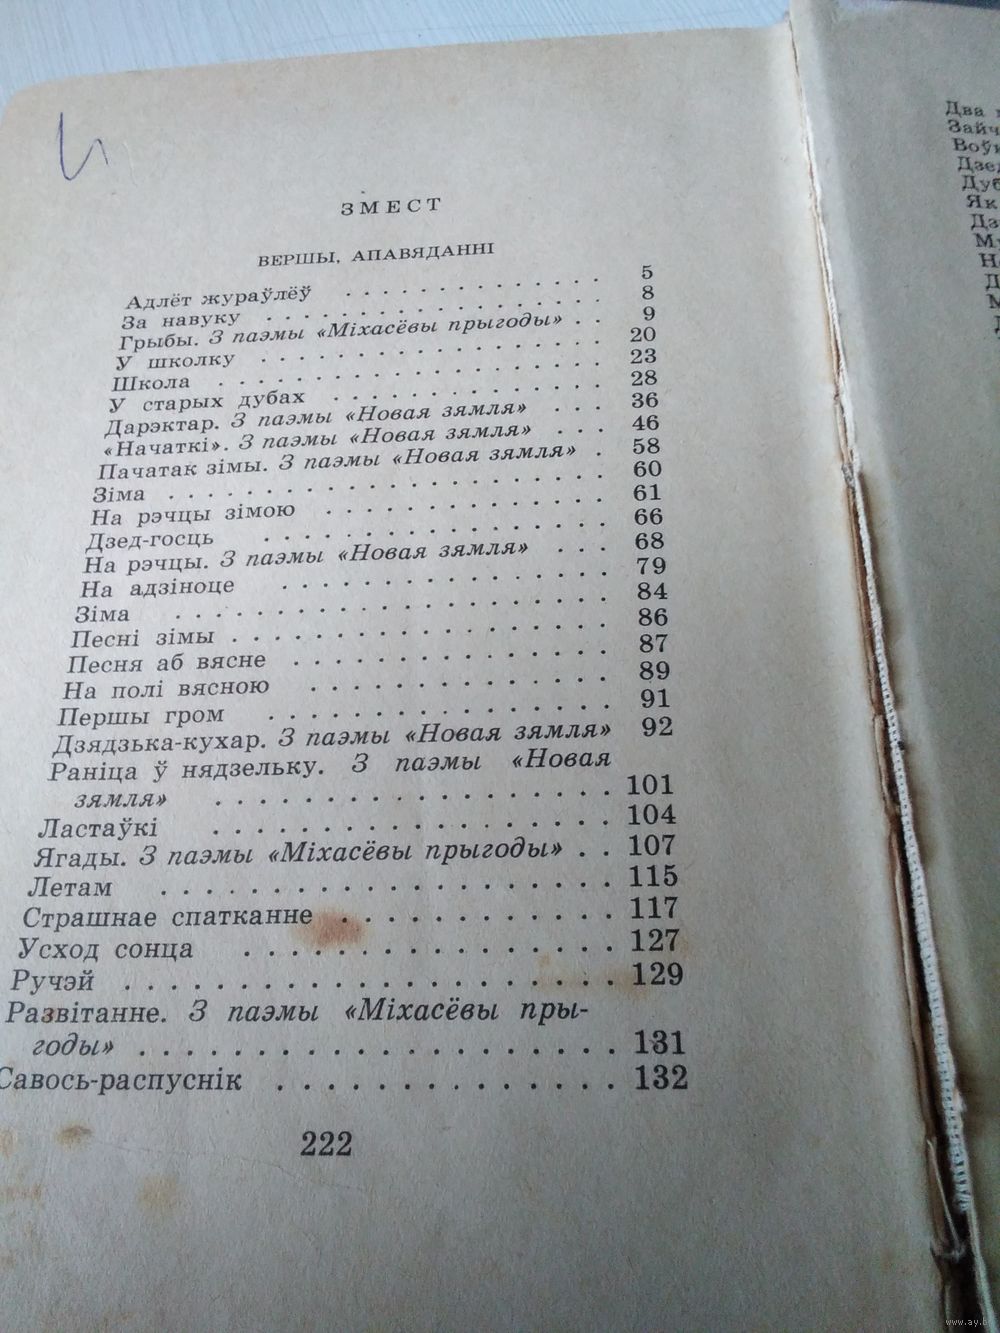 ЗМЕСТ
ВЕРШЫ, АПАВЯДАННІ
Адлёт жураўлёў . . . . . . . . . . . . 5
За навуку . . . . . . . . . . . . . . 8
Грыбы. З паэмы «Міхасёвы прыгоды» . . 9
У школку . . . . . . . . . . . . . . 20
Школа . . . . . . . . . . . . . . . 23
У старых дубах . . . . . . . . . . . 28
Дарэктар. З паэмы «Новая зямля» . . . 36
«Начаткі». З паэмы «Новая зямля» . . . 46
Пачатак зімы. З паэмы «Новая зямля» . 58
Зіма . . . . . . . . . . . . . . . . 60
На рэчцы зімою . . . . . . . . . . . 61
Дзед-госць . . . . . . . . . . . . . 66
На рэчцы. З паэмы «Новая зямля» . . . 68
На адзіноце . . . . . . . . . . . . . 79
Зіма . . . . . . . . . . . . . . . . 84
Песні зімы . . . . . . . . . . . . . 86
Песня аб вясне . . . . . . . . . . . 87
На полі вясною . . . . . . . . . . . 89
Першы гром . . . . . . . . . . . . . 91
Дзядзька-кухар. З паэмы «Новая зямля» 92
Раніца ў нядзельку. З паэмы «Новая
зямля» . . . . . . . . . . . . . . . 101
Ластаўкі . . . . . . . . . . . . . . 104
Ягады. З паэмы «Міхасёвы прыгоды» . . 107
Летам . . . . . . . . . . . . . . . . 115
Страшнае спатканне . . . . . . . . . 117
Усход сонца . . . . . . . . . . . . . 127
Ручэй . . . . . . . . . . . . . . . . 129
Развітанне. З паэмы «Міхасёвы пры-
годы» . . . . . . . . . . . . . . . . 131
Савось-распуснік . . . . . . . . . . 132
222
Два
Дзед
Дуб
Як